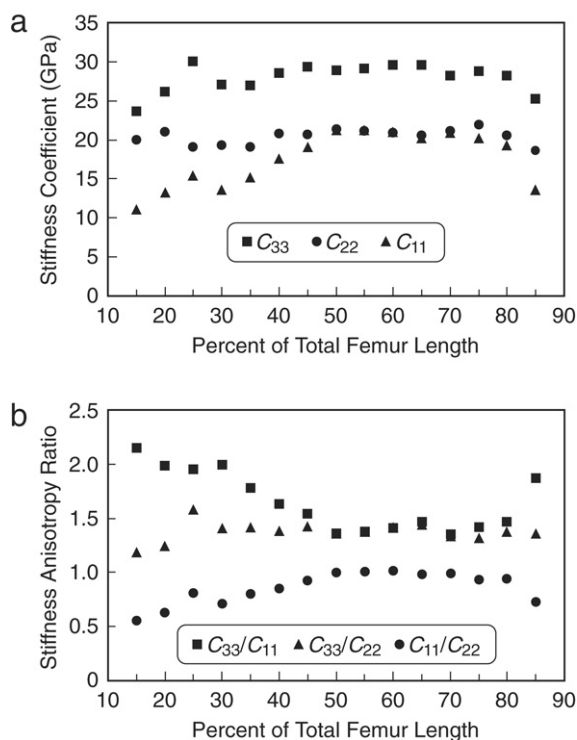 a
Stiffness Coefficient (GPa)
35
30
25
20
15
10
5
0
C33 C22 C11
10 20 30 40 50 60 70 80 90
Percent of Total Femur Length
b
Stiffness Anisotropy Ratio
2.5
2.0
1.5
1.0
0.5
0
C33/C11 C33/C22 C11/C22
10 20 30 40 50 60 70 80 90
Percent of Total Femur Length